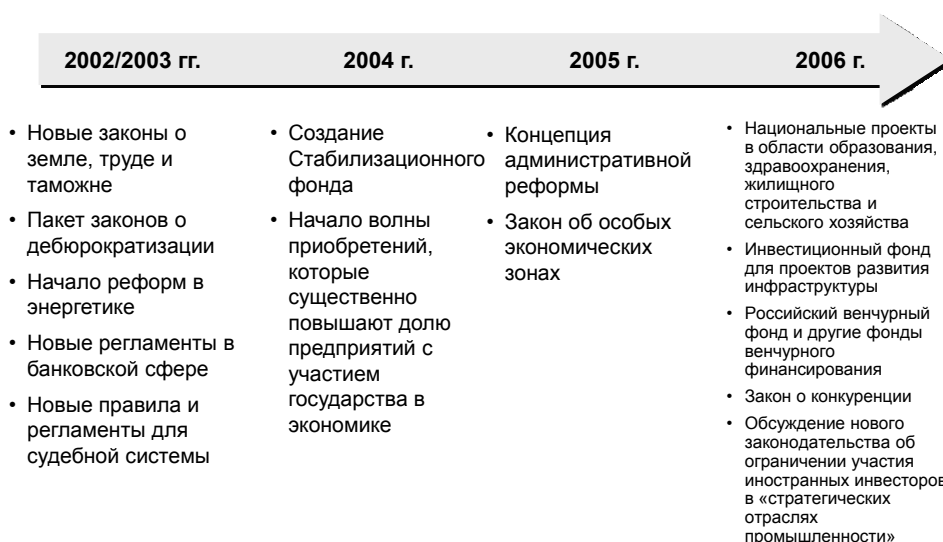 2002/2003 гг.
2004 г.
2005 г.
2006 г.
• Новые законы о
земле, труде и
таможне
• Пакет законов о
дебюрократизации
• Начало реформ в
энергетике
• Новые регламенты в
банковской сфере
• Новые правила и
регламенты для
судебной системы
• Создание
Стабилизационного
фонда
• Начало волны
приобретений,
которые
существенно
повышают долю
предприятий с
участием
государства в
экономике
• Концепция
административной
реформы
• Закон об особых
экономических
зонах
• Национальные проекты
в области образования,
здравоохранения,
жилищного
строительства и
сельского хозяйства
• Инвестиционный фонд
для проектов развития
инфраструктуры
• Российский венчурный
фонд и другие фонды
венчурного
финансирования
• Закон о конкуренции
• Обсуждение нового
законодательства об
ограничении участия
иностранных инвесторов
в «стратегических
отраслях
промышленности»